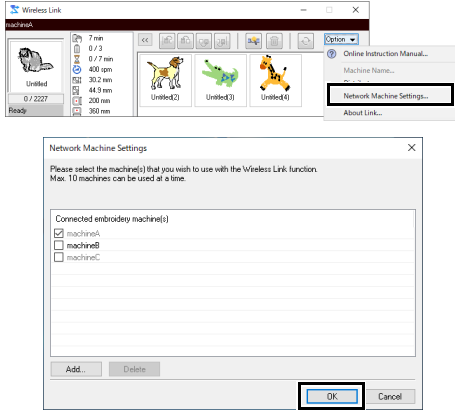 Wireless Link
machineA
7 min
0 / 3
0 / 7 min
400 spm
30.2 mm
44.9 mm
200 mm
360 mm
Untitled
0 / 2227
Ready
Untitled(2)
Untitled(3)
Untitled(4)
Option
Online Instruction Manual...
Machine Name...
Network Machine Settings...
About Link...
Network Machine Settings
Please select the machine(s) that you wish to use with the Wireless Link function.
Max. 10 machines can be used at a time.
Connected embroidery machine(s)
machineA
machineB
machineC
Add...
Delete
OK
Cancel